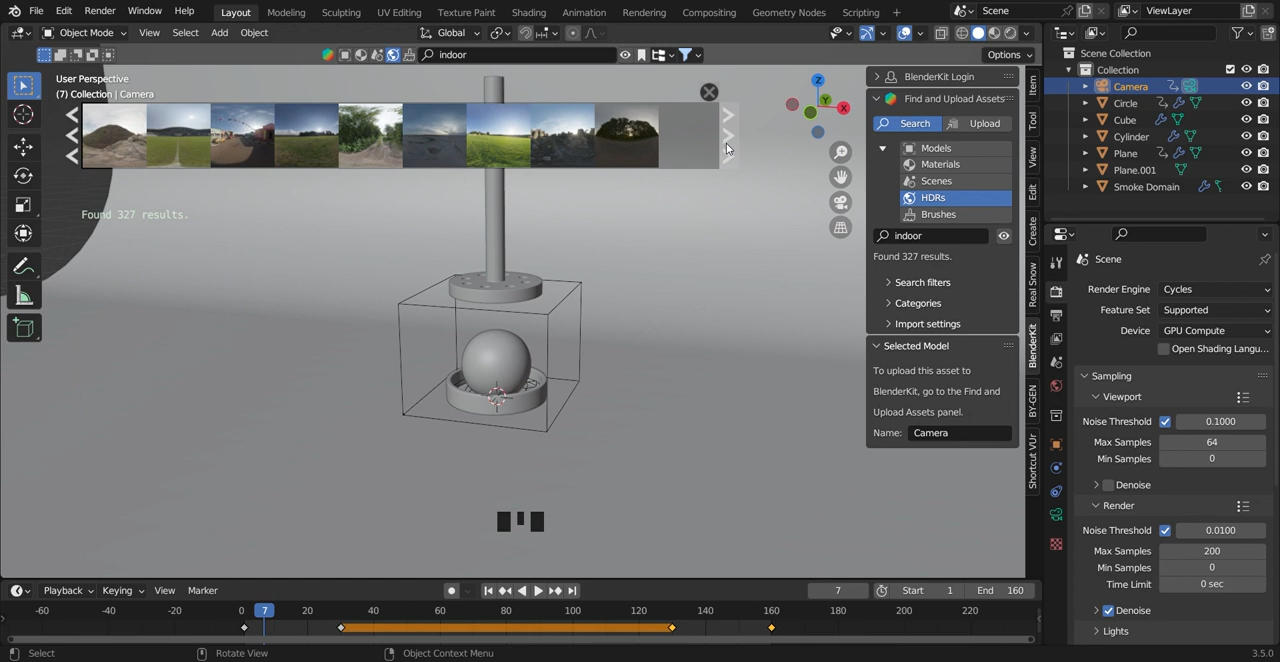 File Edit Render Window Help Layout Modeling Sculpting UV Editing Texture Paint Shading Animation Rendering Compositing Geometry Nodes Scripting + Scene ViewLayer
Object Mode View Select Add Object Global
indoor Options
User Perspective
(7) Collection | Camera
Found 327 results.
Z
Y
X
BlenderKit Login
Find and Upload Assets
Search Upload
Models
Materials
Scenes
HDRs
Brushes
indoor
Found 327 results.
Search filters
Categories
Import settings
Selected Model
To upload this asset to
BlenderKit, go to the Find and
Upload Assets panel.
Name: Camera
Item
Tool
View
Edit
Create
Real Snow
BlenderKit
BY-GEN
Shortcut VUr
Scene Collection
Collection
Camera
Circle
Cube
Cylinder
Plane
Plane.001
Smoke Domain
Scene
Render Engine Cycles
Feature Set Supported
Device GPU Compute
Open Shading Langu...
Sampling
Viewport
Noise Threshold 0.1000
Max Samples 64
Min Samples 0
Denoise
Render
Noise Threshold 0.0100
Max Samples 200
Min Samples 0
Time Limit 0 sec
Denoise
Lights
Playback Keying View Marker 7 Start 1 End 160
-60 -40 -20 0 7 20 40 60 80 100 120 140 160 180 200 220
Select Rotate View Object Context Menu 3.5.0